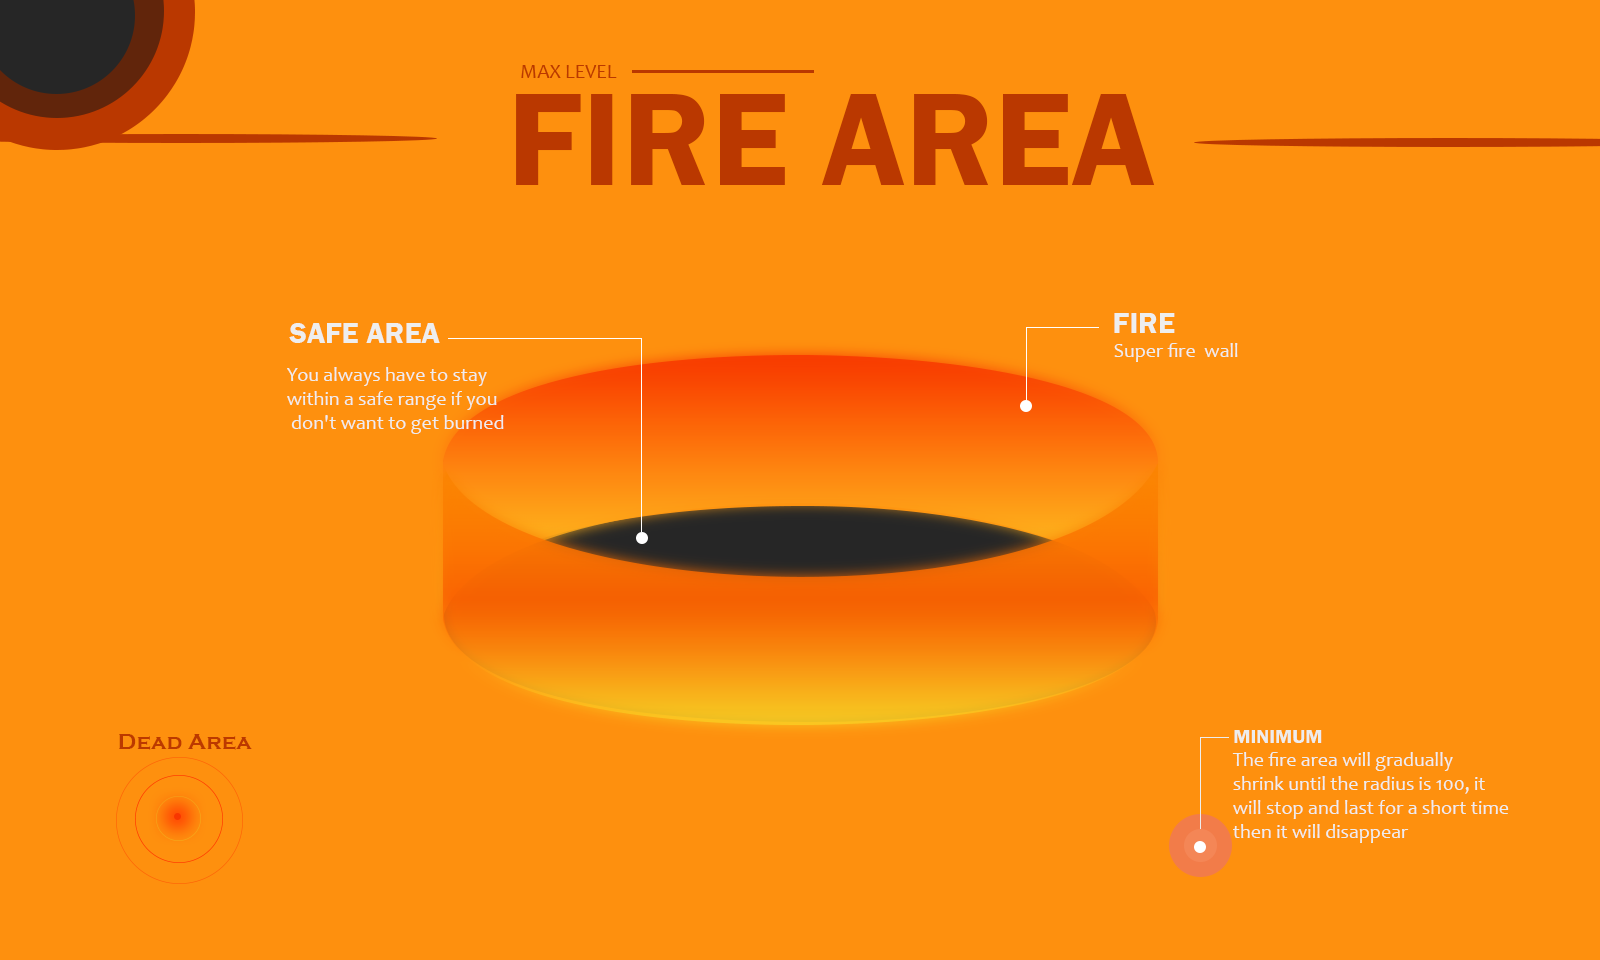 MAX LEVEL
FIRE AREA
SAFE AREA
You always have to stay
within a safe range if you
don't want to get burned
FIRE
Super fire wall
Dead Area
MINIMUM
The fire area will gradually
shrink until the radius is 100, it
will stop and last for a short time
then it will disappear